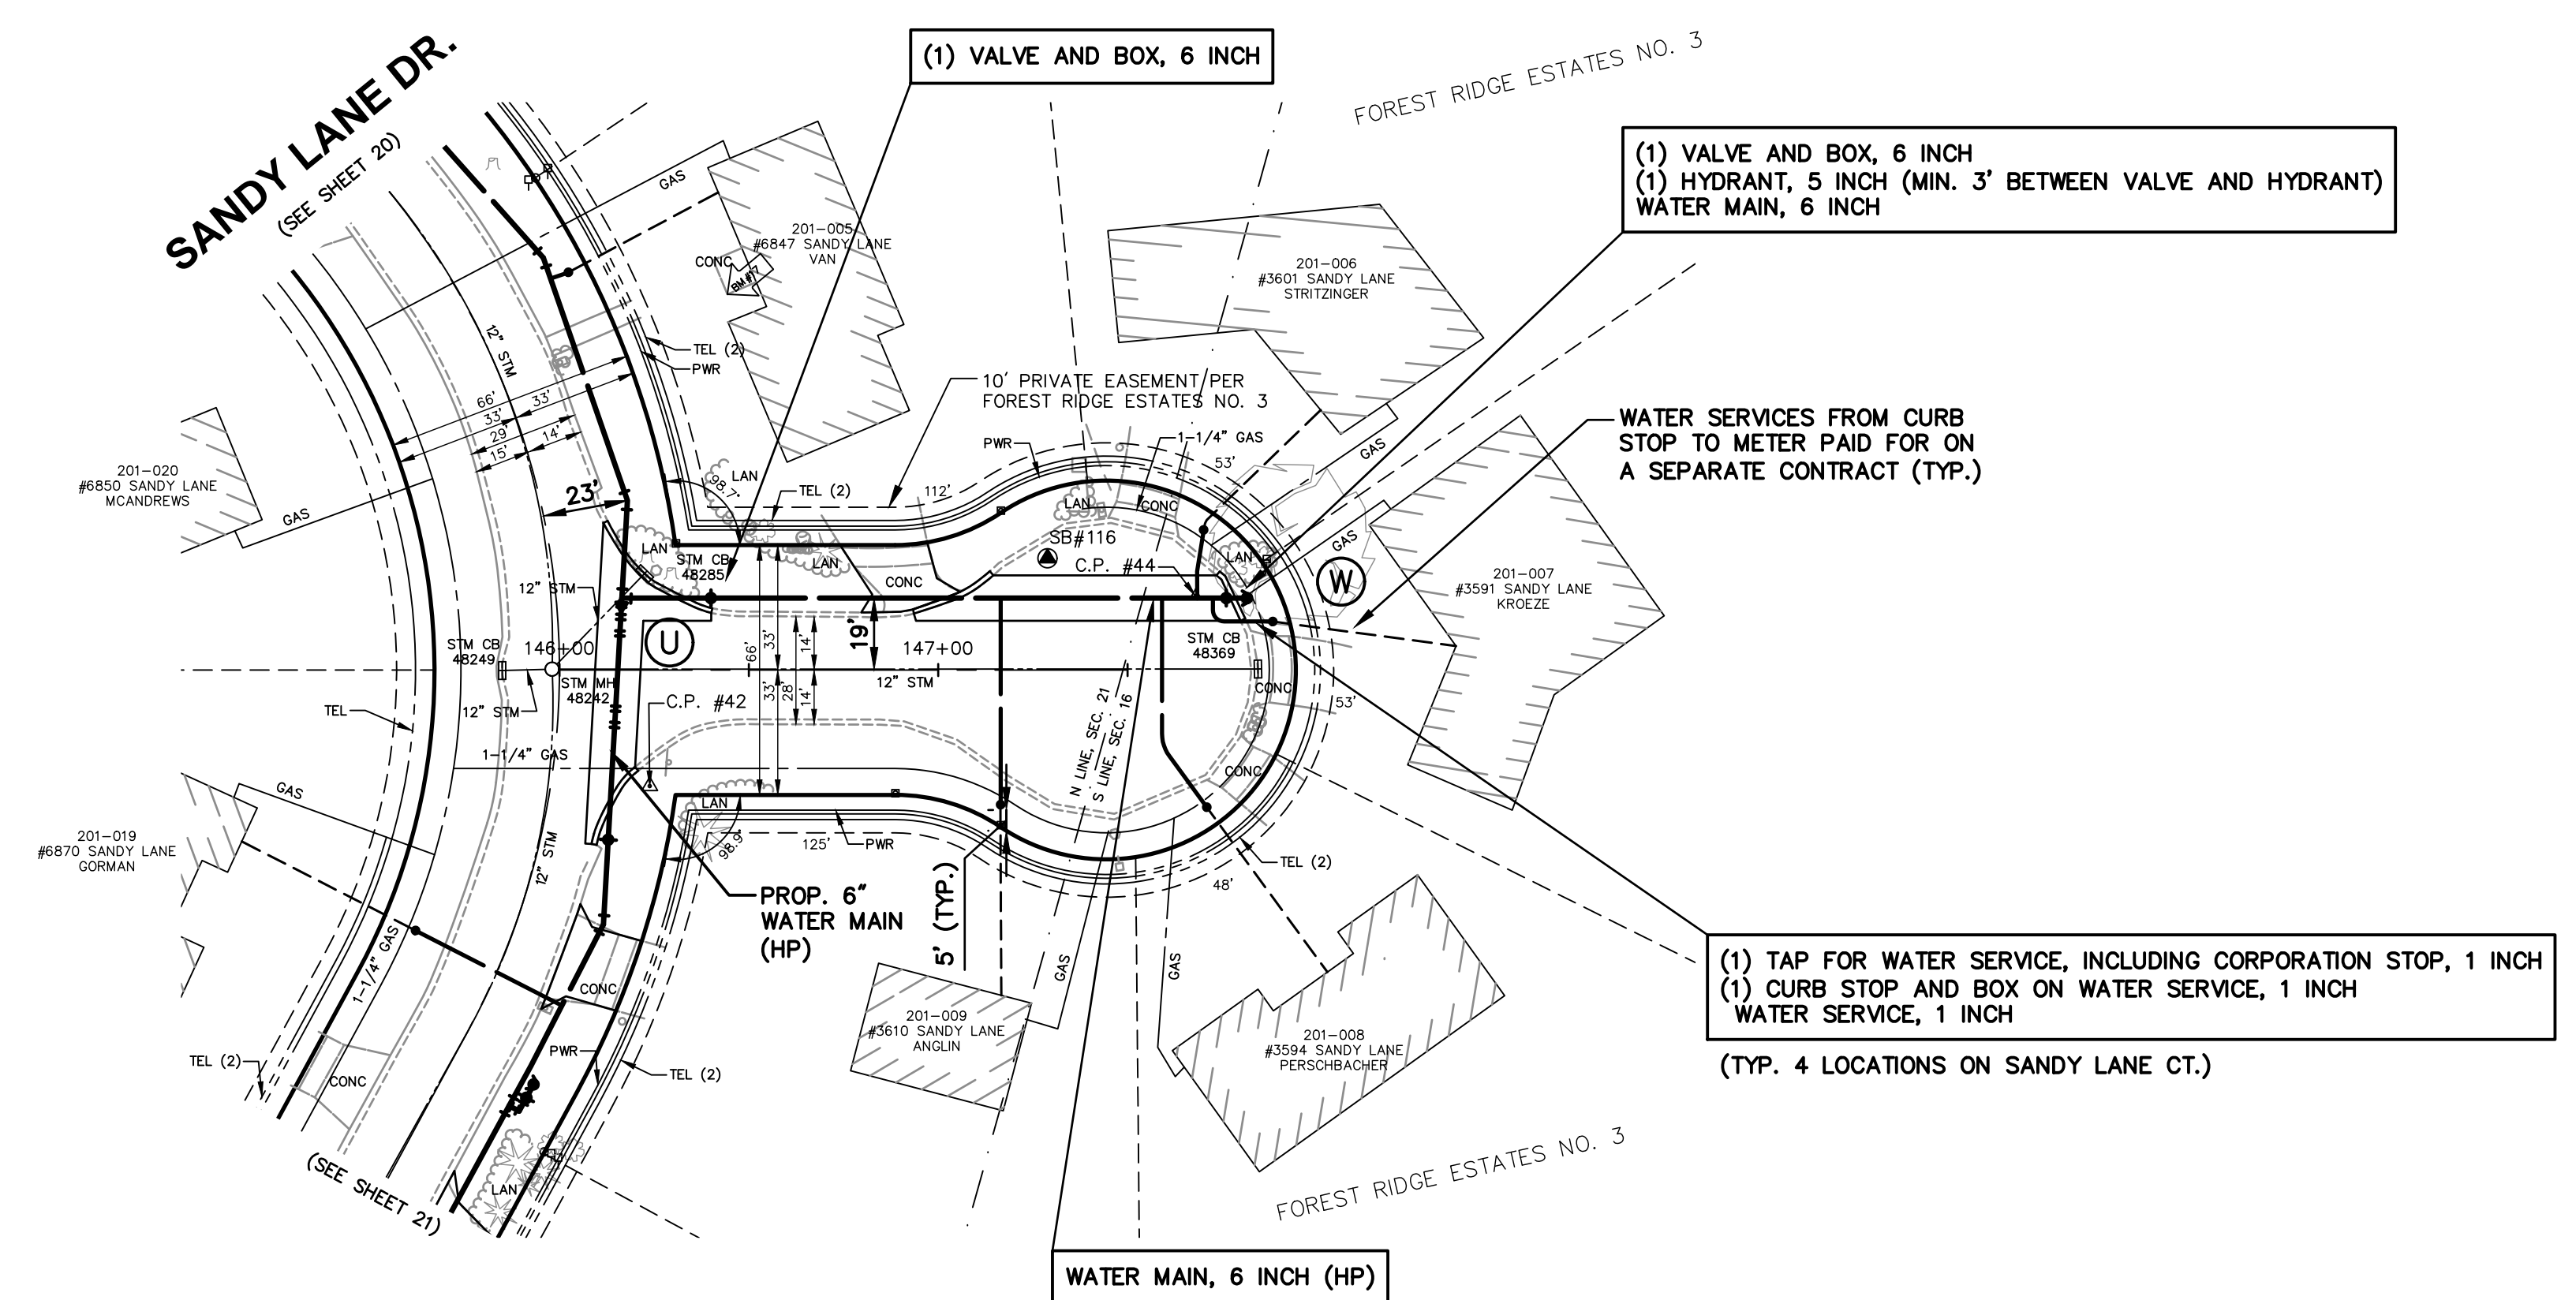 SANDY LANE DR.
(SEE SHEET 20)
(1) VALVE AND BOX, 6 INCH
FOREST RIDGE ESTATES NO. 3
(1) VALVE AND BOX, 6 INCH
(1) HYDRANT, 5 INCH (MIN. 3' BETWEEN VALVE AND HYDRANT)
WATER MAIN, 6 INCH
GAS
201-005
#6847 SANDY LANE
VAN
CONC
BM #77
201-006
#3601 SANDY LANE
STRITZINGER
12" STM
TEL (2)
PWR
66'
33'
33'
29'
14'
15'
10' PRIVATE EASEMENT PER
FOREST RIDGE ESTATES NO. 3
WATER SERVICES FROM CURB
STOP TO METER PAID FOR ON
A SEPARATE CONTRACT (TYP.)
PWR
1-1/4" GAS
53'
GAS
201-020
#6850 SANDY LANE
MCANDREWS
GAS
23'
LAN
98.7'
TEL (2)
112'
LAN
CONC
SB#116
C.P. #44
LAN
GAS
W
201-007
#3591 SANDY LANE
KROEZE
LAN
STM CB
48285
LAN
CONC
12" STM
U
19'
66'
33'
14'
STM CB
48249
146+00
147+00
STM CB
48369
12" STM
STM MH
48242
12" STM
C.P. #42
33'
28'
14'
TEL
N LINE, SEC. 21
S LINE, SEC. 16
CONC
53'
1-1/4" GAS
CONC
GAS
LAN
98.9'
125'
PWR
TEL (2)
48'
201-019
#6870 SANDY LANE
GORMAN
12" STM
PROP. 6"
WATER MAIN
(HP)
5' (TYP.)
1-1/4" GAS
CONC
GAS
GAS
(1) TAP FOR WATER SERVICE, INCLUDING CORPORATION STOP, 1 INCH
(1) CURB STOP AND BOX ON WATER SERVICE, 1 INCH
WATER SERVICE, 1 INCH
(TYP. 4 LOCATIONS ON SANDY LANE CT.)
201-009
#3610 SANDY LANE
ANGLIN
201-008
#3594 SANDY LANE
PERSCHBACHER
TEL (2)
CONC
PWR
TEL (2)
(SEE SHEET 21)
LAN
FOREST RIDGE ESTATES NO. 3
WATER MAIN, 6 INCH (HP)